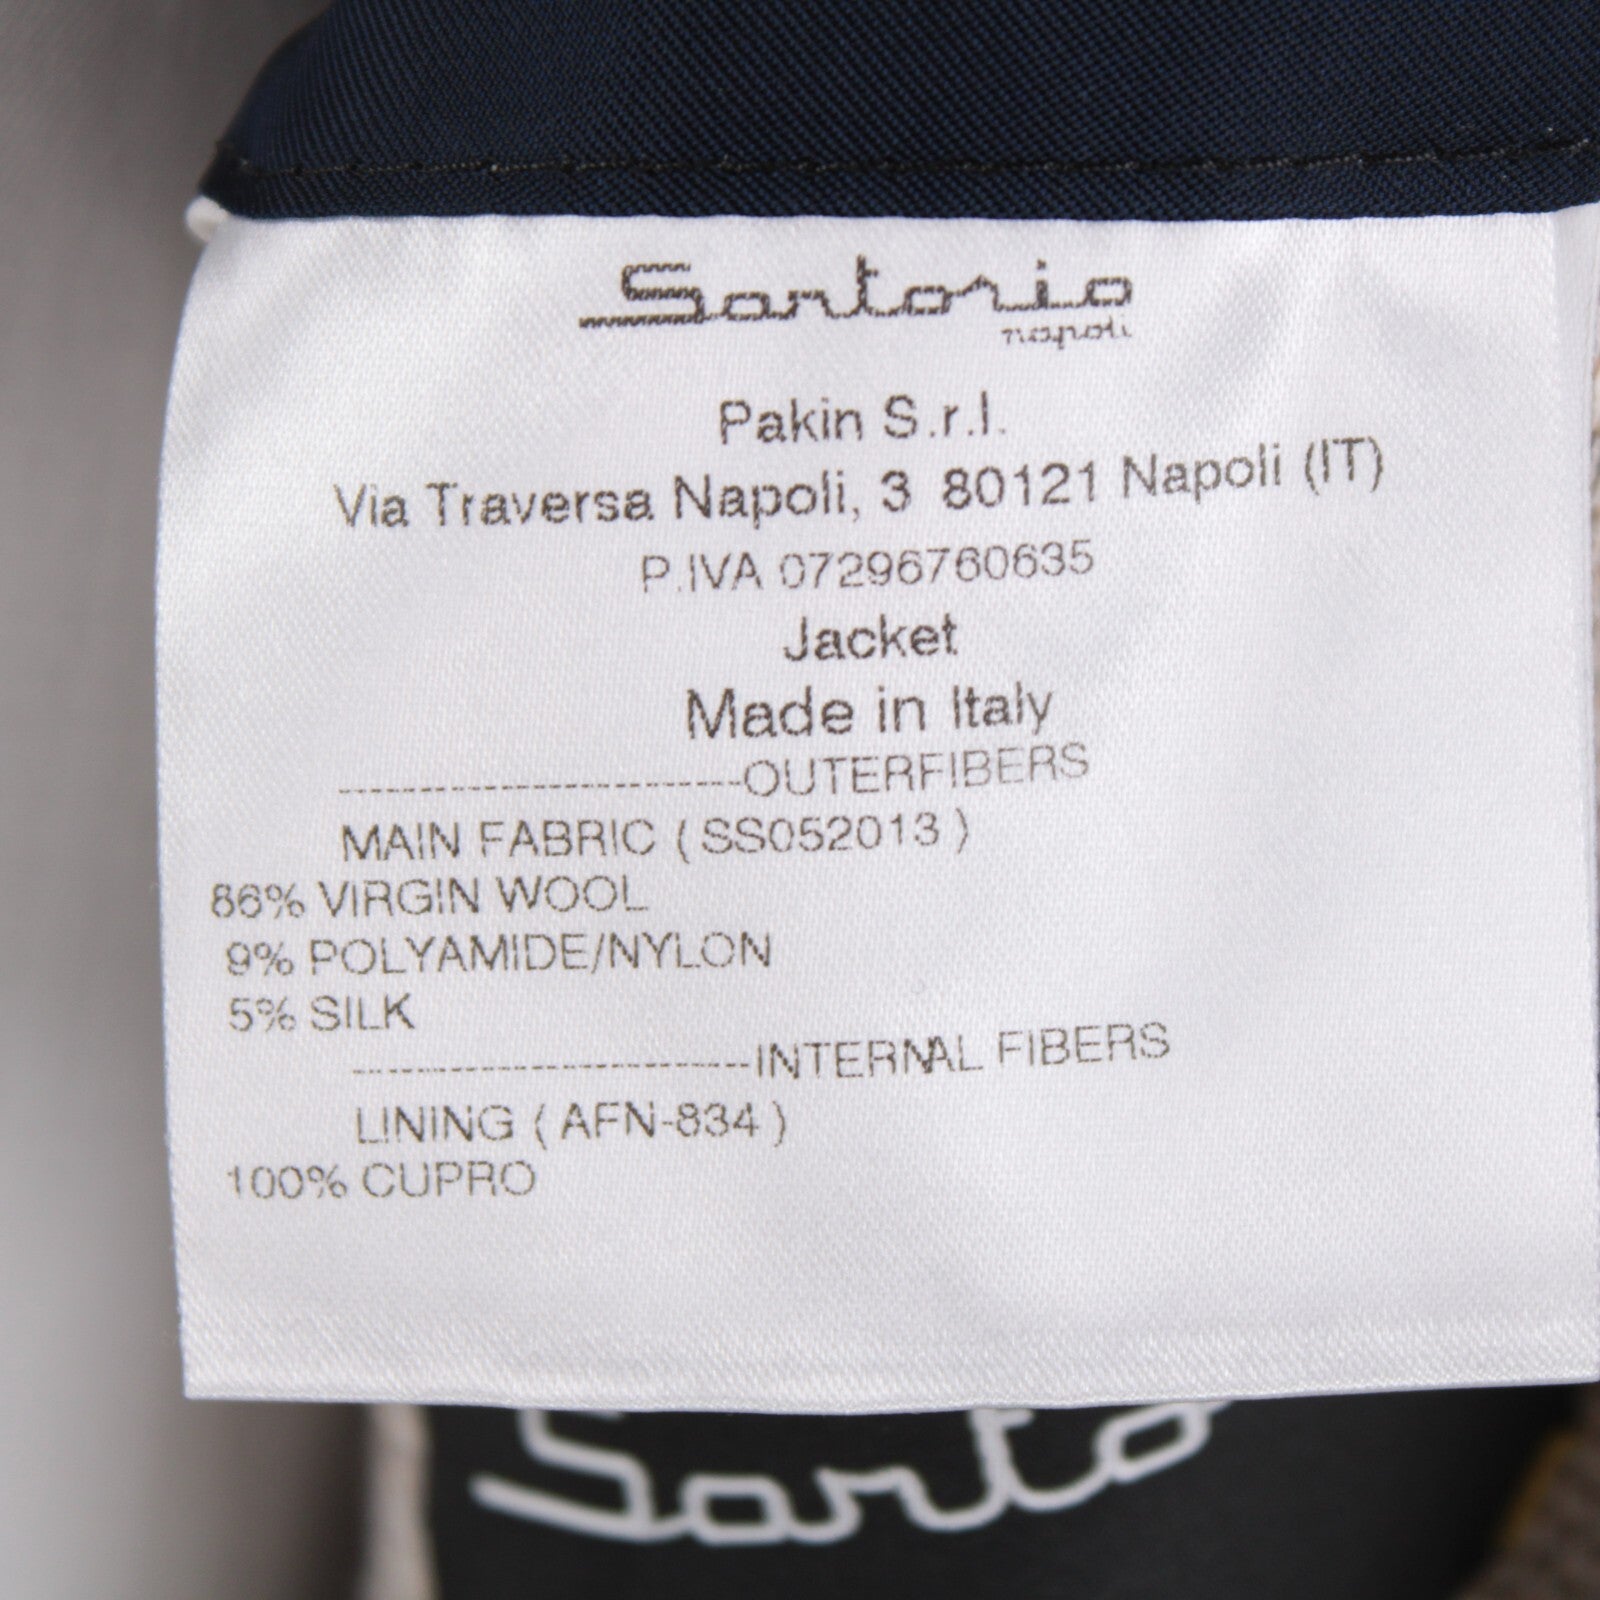 Sartorio
napoli
Pakin S.r.l.
Via Traversa Napoli, 3 80121 Napoli (IT)
P.IVA 07296760635
Jacket
Made in Italy
-------------------------OUTERFIBERS
MAIN FABRIC ( SS052013 )
86% VIRGIN WOOL
9% POLYAMIDE/NYLON
5% SILK
-------------------------INTERNAL FIBERS
LINING ( AFN-834 )
100% CUPRO
Sarto